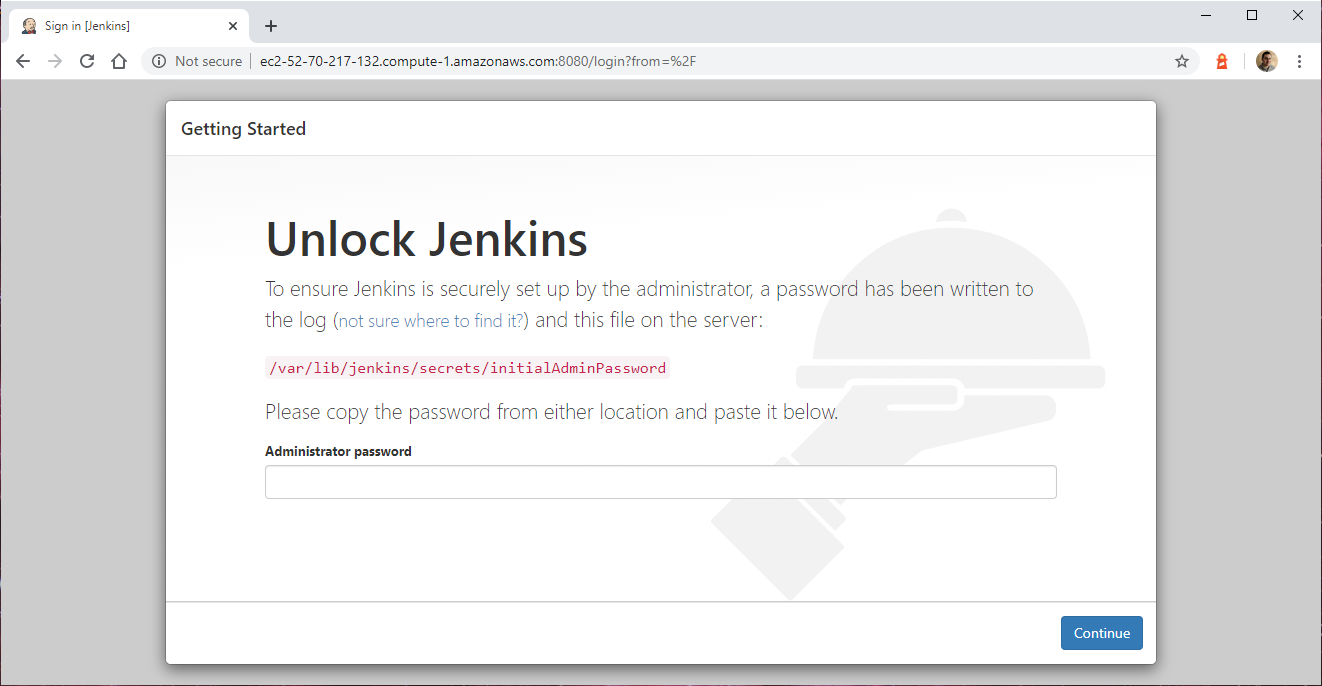 Sign in [Jenkins]
Not secure | ec2-52-70-217-132.compute-1.amazonaws.com:8080/login?from=%2F
Getting Started
Unlock Jenkins
To ensure Jenkins is securely set up by the administrator, a password has been written to
the log (not sure where to find it?) and this file on the server:
/var/lib/jenkins/secrets/initialAdminPassword
Please copy the password from either location and paste it below.
Administrator password
Continue